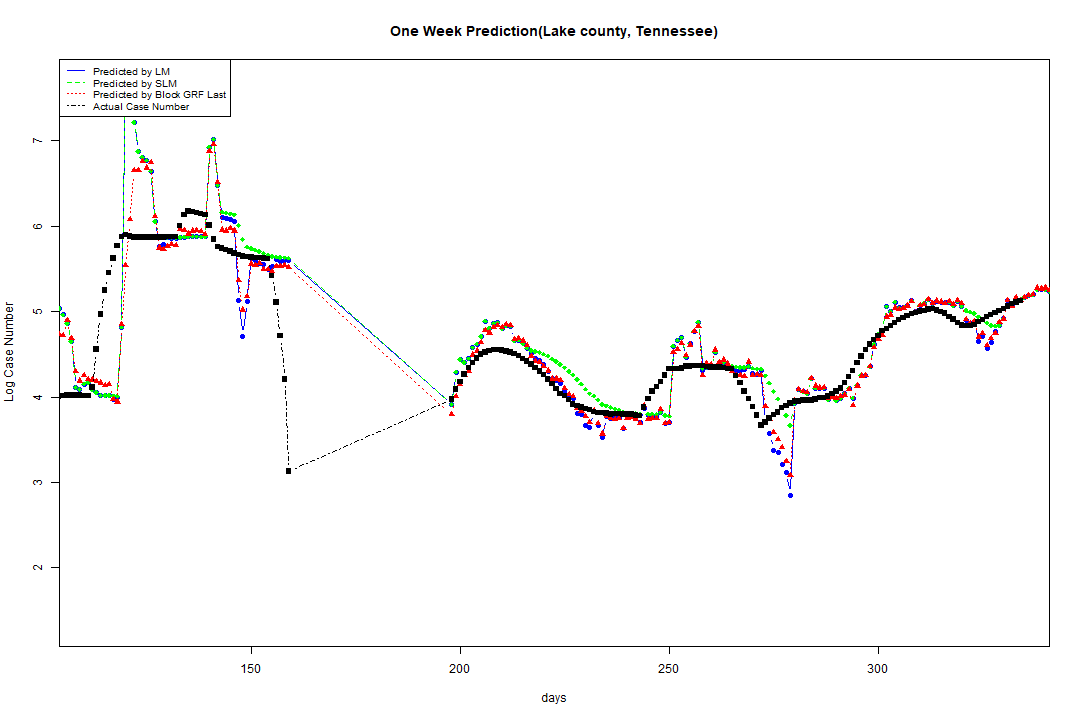 One Week Prediction(Lake county, Tennessee)
Predicted by LM
Predicted by SLM
Predicted by Block GRF Last
Actual Case Number
Log Case Number
7
6
5
4
3
2
150
200
250
300
days